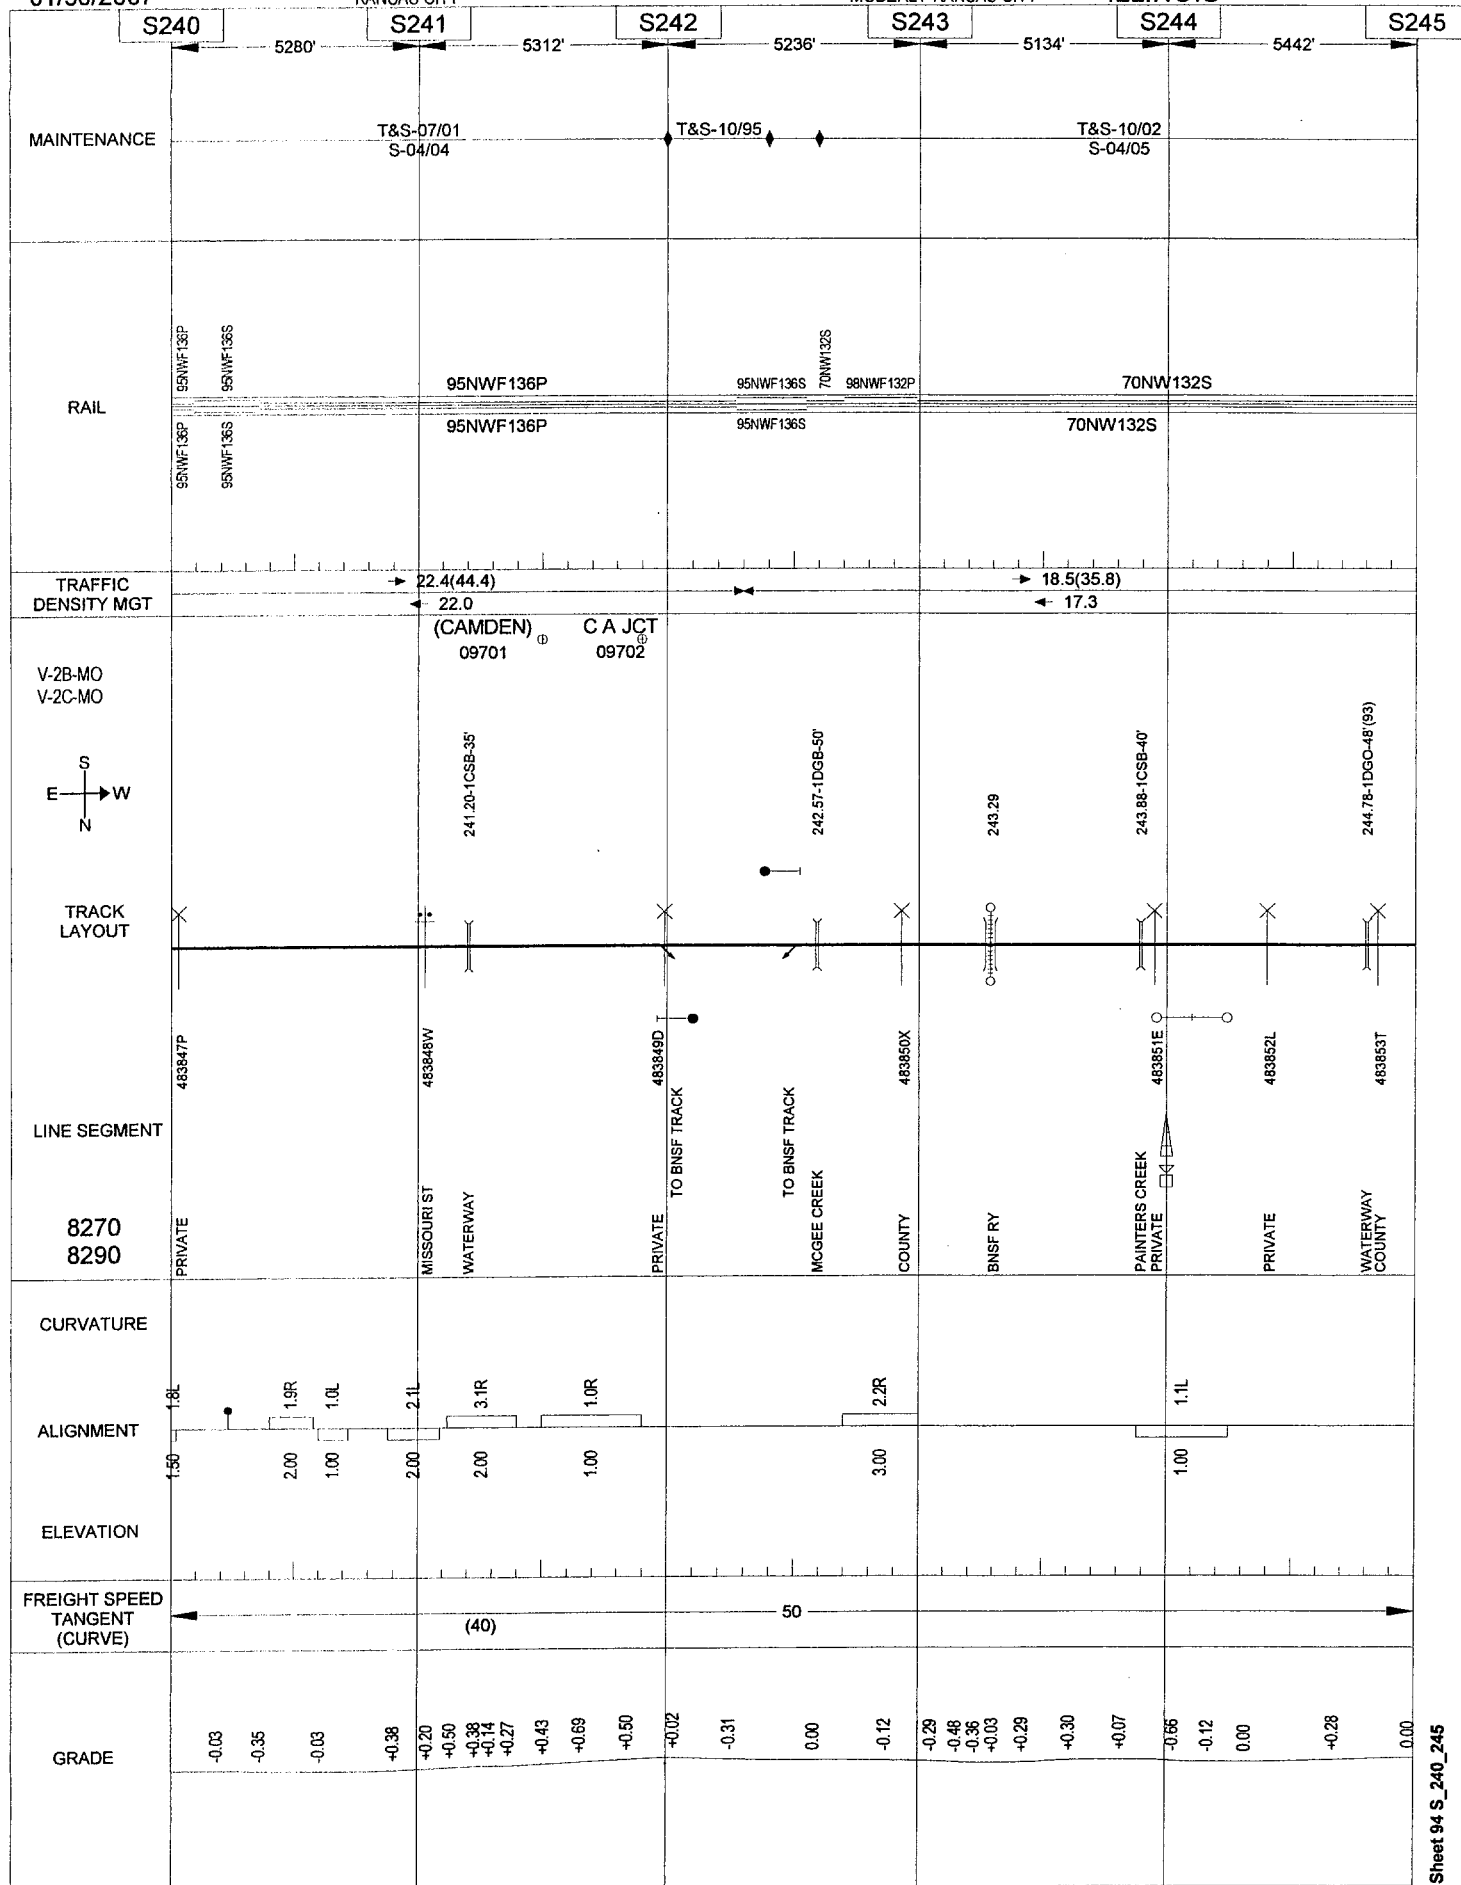 S240 S241 S242 S243 S244 S245
5280' 5312' 5236' 5134' 5442'
MAINTENANCE
T&S-07/01 T&S-10/95 T&S-10/02
S-04/04 S-04/05
95NWF136P 95NWF136S 70NW132S
95NWF136P 95NWF136S 98NWF132P 70NW132S
RAIL
95NWF136P 95NWF136S 70NW132S
95NWF136P 95NWF136S
TRAFFIC
DENSITY MGT
22.4(44.4) 18.5(35.8)
22.0 17.3
(CAMDEN) C A JCT
09701 09702
V-2B-MO
V-2C-MO
S
E W
N
241.20-1CSB-35' 242.57-1DGB-50' 243.29 243.88-1CSB-40' 244.78-1DGO-48'(93)
TRACK
LAYOUT
483847P 483848W 483849D 483850X 483851E 483852L 483853T
LINE SEGMENT
TO BNSF TRACK TO BNSF TRACK
8270
8290
PRIVATE MISSOURI ST WATERWAY PRIVATE MCGEE CREEK COUNTY BNSF RY PAINTERS CREEK PRIVATE PRIVATE WATERWAY COUNTY
CURVATURE
1.8L 1.9R 1.0L 2.1L 3.1R 1.0R 2.2R 1.1L
ALIGNMENT
1.50 2.00 1.00 2.00 2.00 1.00 3.00 1.00
ELEVATION
FREIGHT SPEED
TANGENT
(CURVE)
50
(40)
GRADE
-0.03 -0.35 -0.03 +0.38 +0.20 +0.50 +0.38 +0.14 +0.27 +0.43 +0.69 +0.50 +0.02 -0.31 0.00 -0.12 -0.29 -0.48 -0.36 +0.03 +0.29 +0.30 +0.07 -0.66 -0.12 0.00 +0.28 0.00
Sheet 94 S_240_245